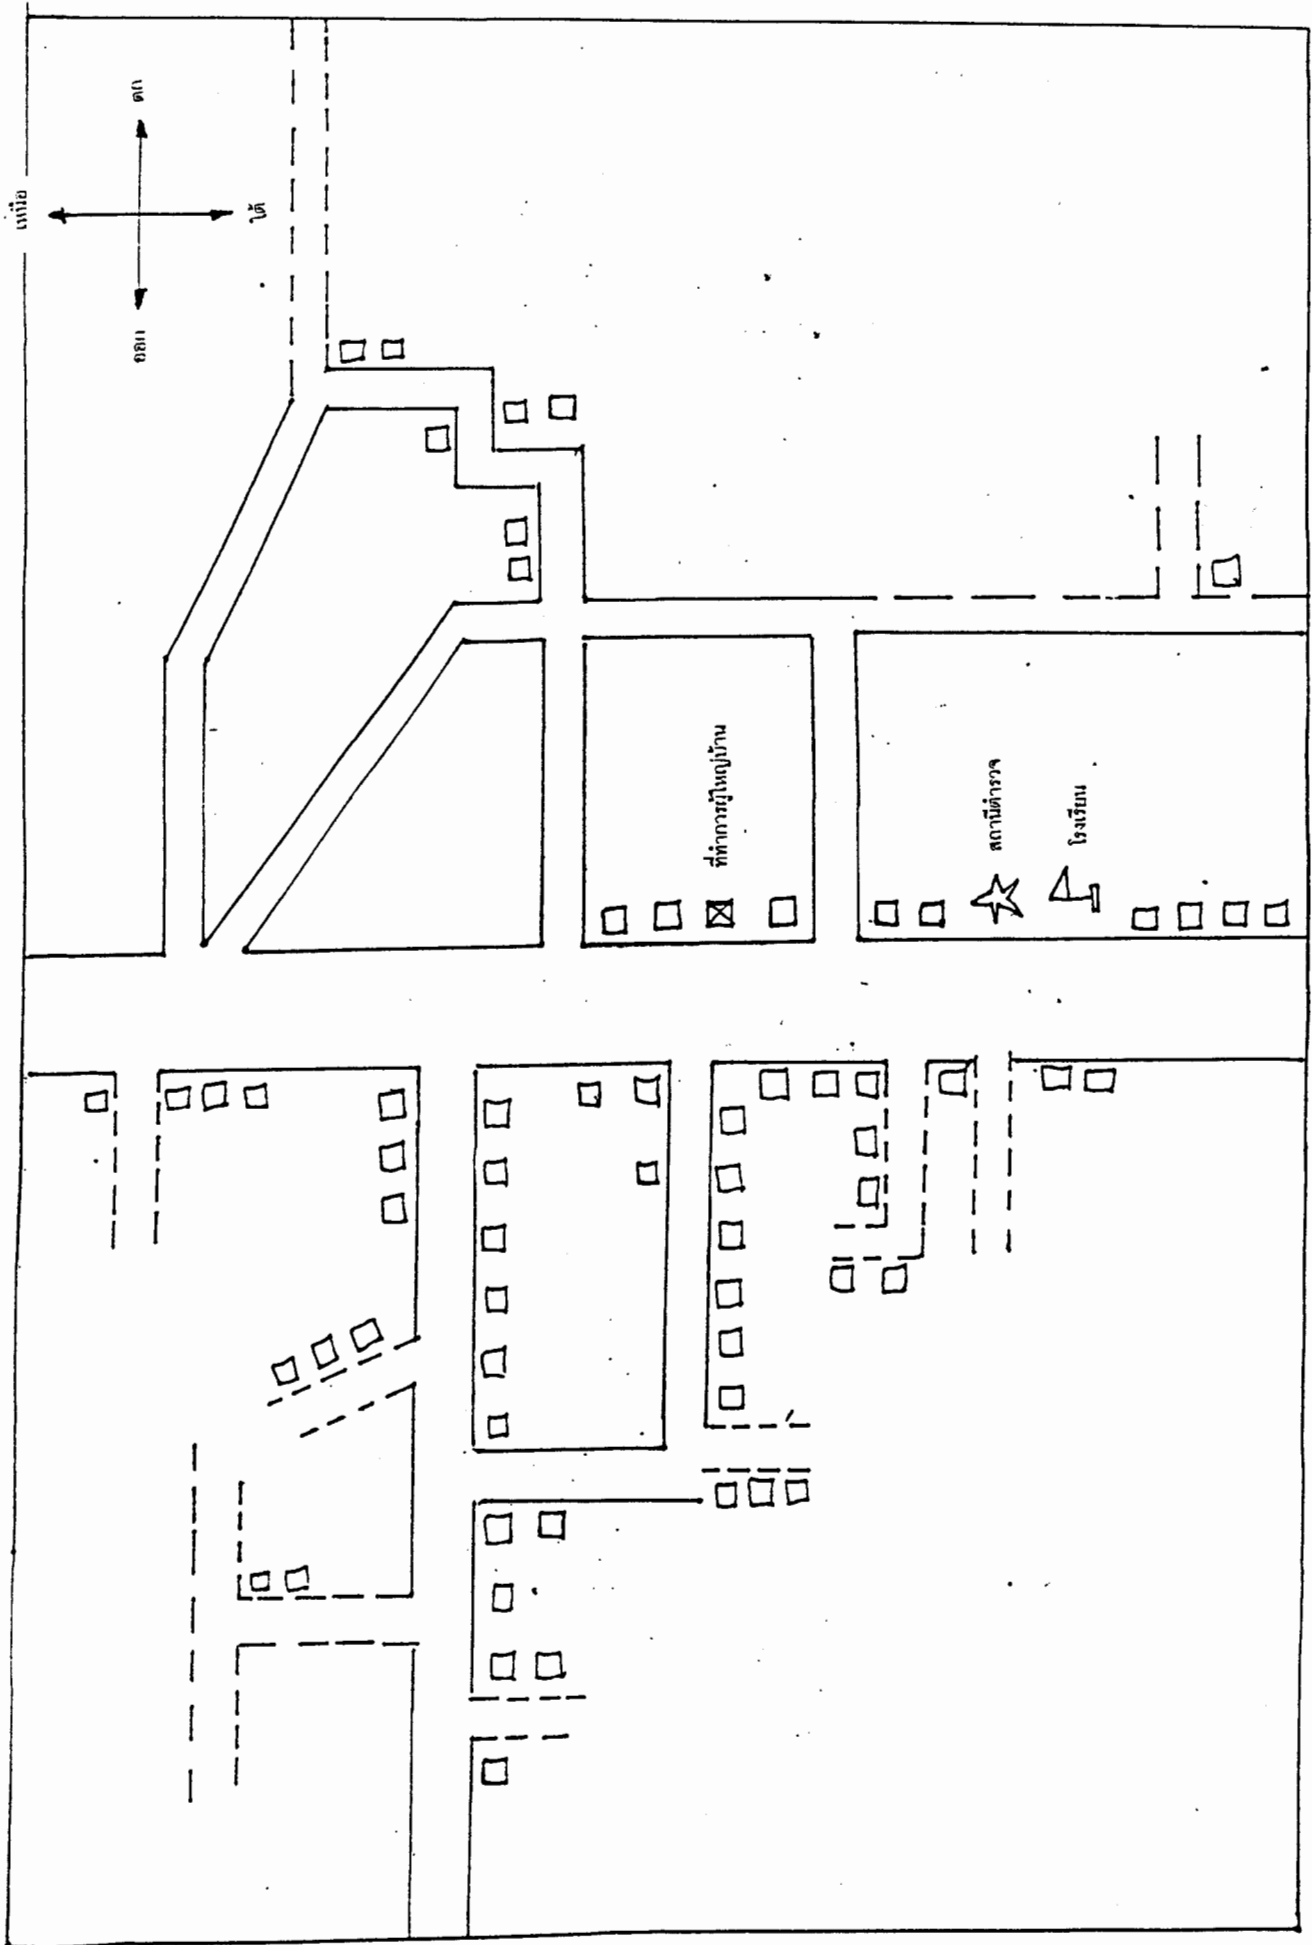 เหนือ
ออก
ตก
ใต้
ที่ทำการผู้ใหญ่บ้าน
สถานีตำรวจ
โรงเรียน